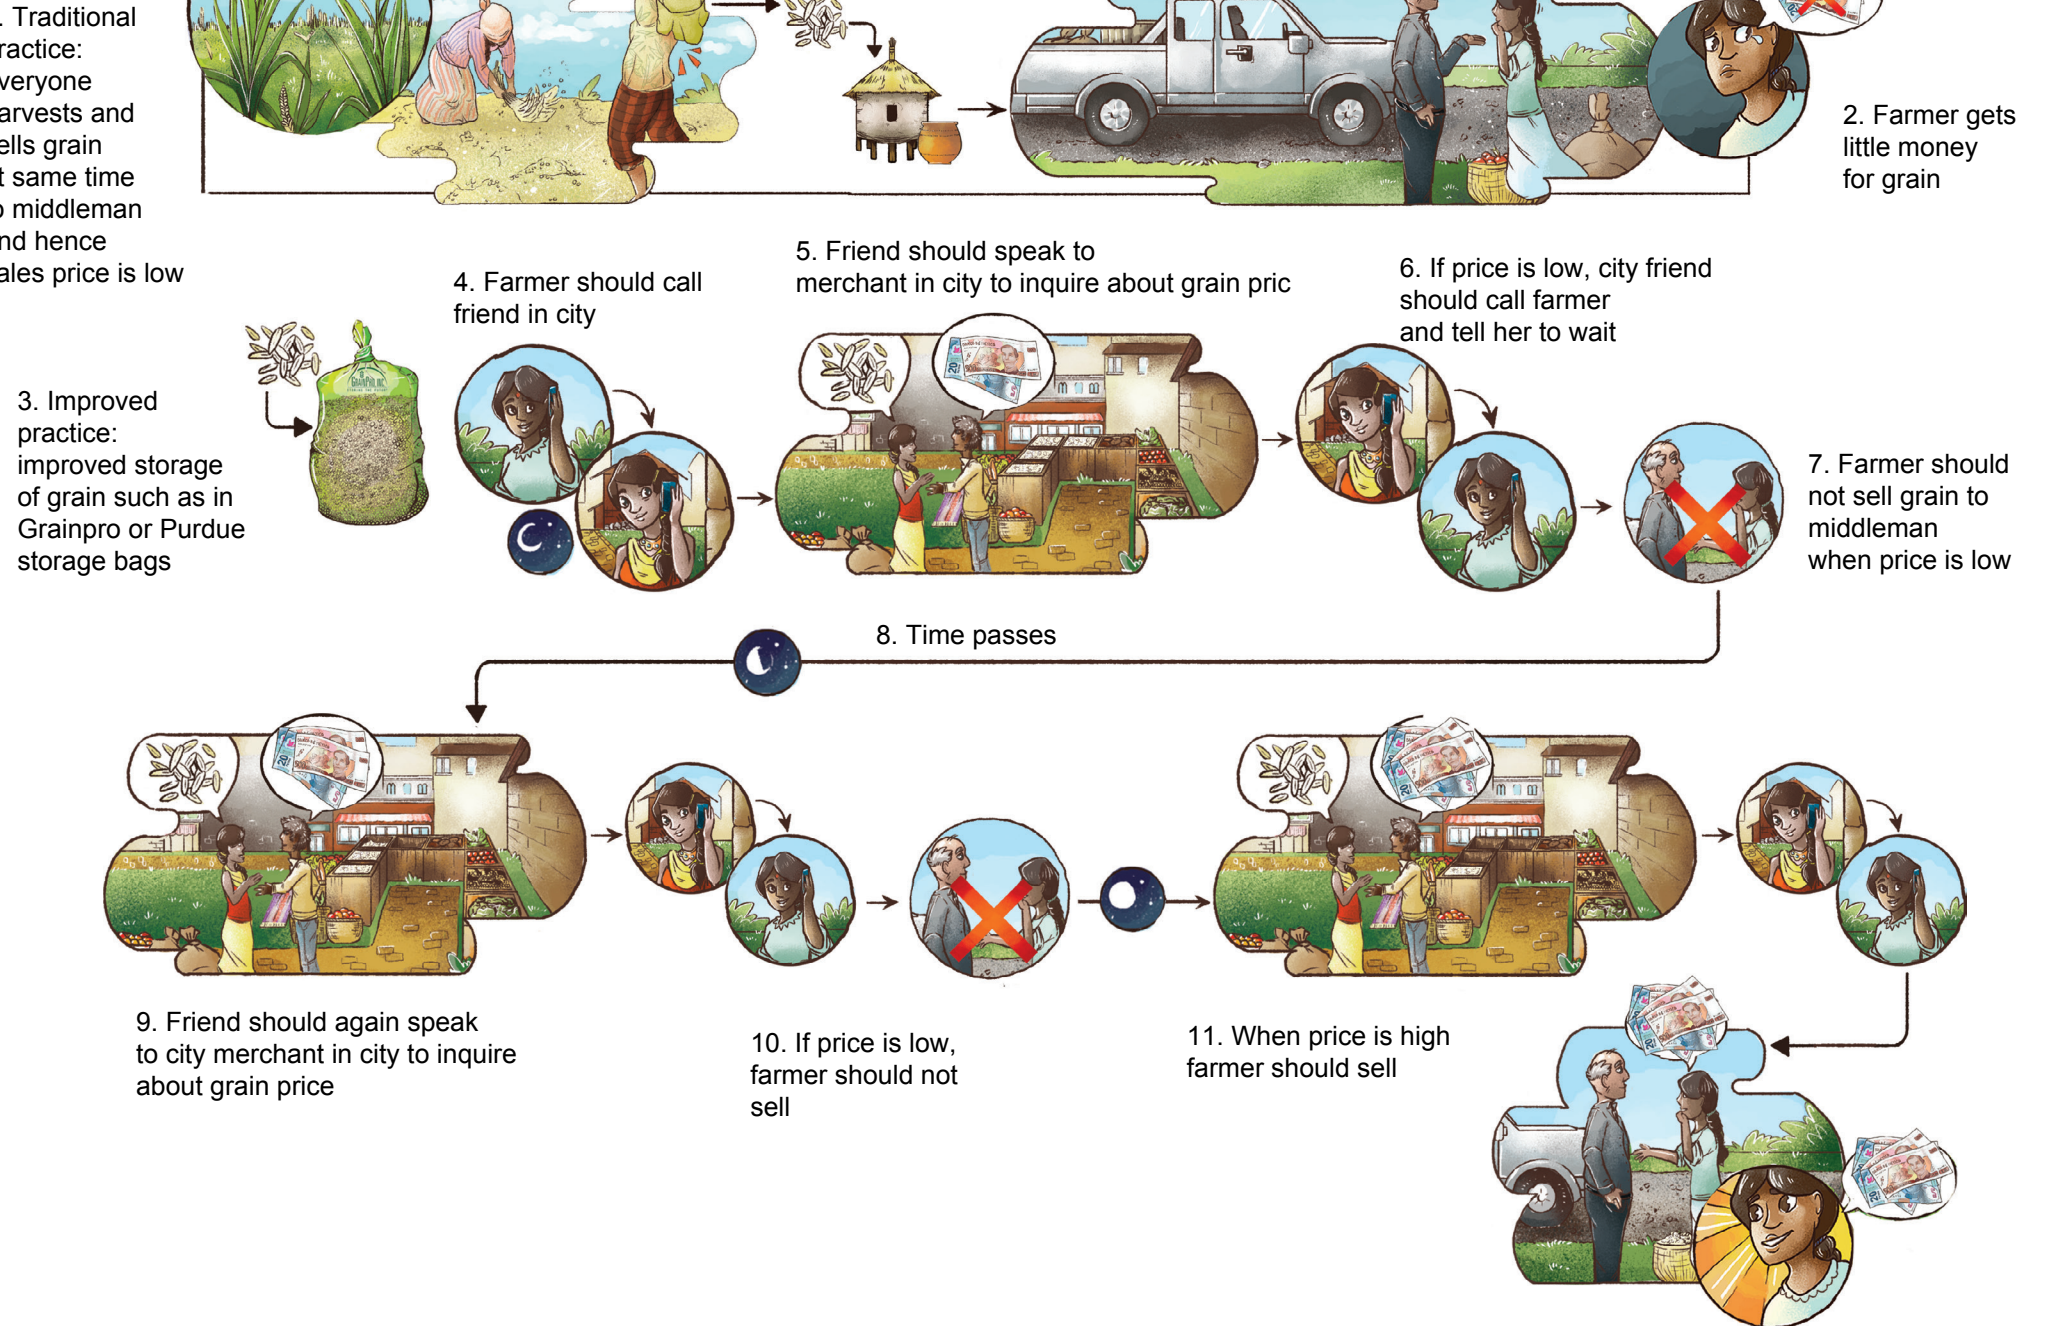 . Traditional
ractice:
veryone
arvests and
ells grain
t same time
o middleman
nd hence
ales price is low
2. Farmer gets
little money
for grain
3. Improved
practice:
improved storage
of grain such as in
Grainpro or Purdue
storage bags
GRAINPRO, INC
4. Farmer should call
friend in city
5. Friend should speak to
merchant in city to inquire about grain pric
6. If price is low, city friend
should call farmer
and tell her to wait
7. Farmer should
not sell grain to
middleman
when price is low
8. Time passes
9. Friend should again speak
to city merchant in city to inquire
about grain price
10. If price is low,
farmer should not
sell
11. When price is high
farmer should sell